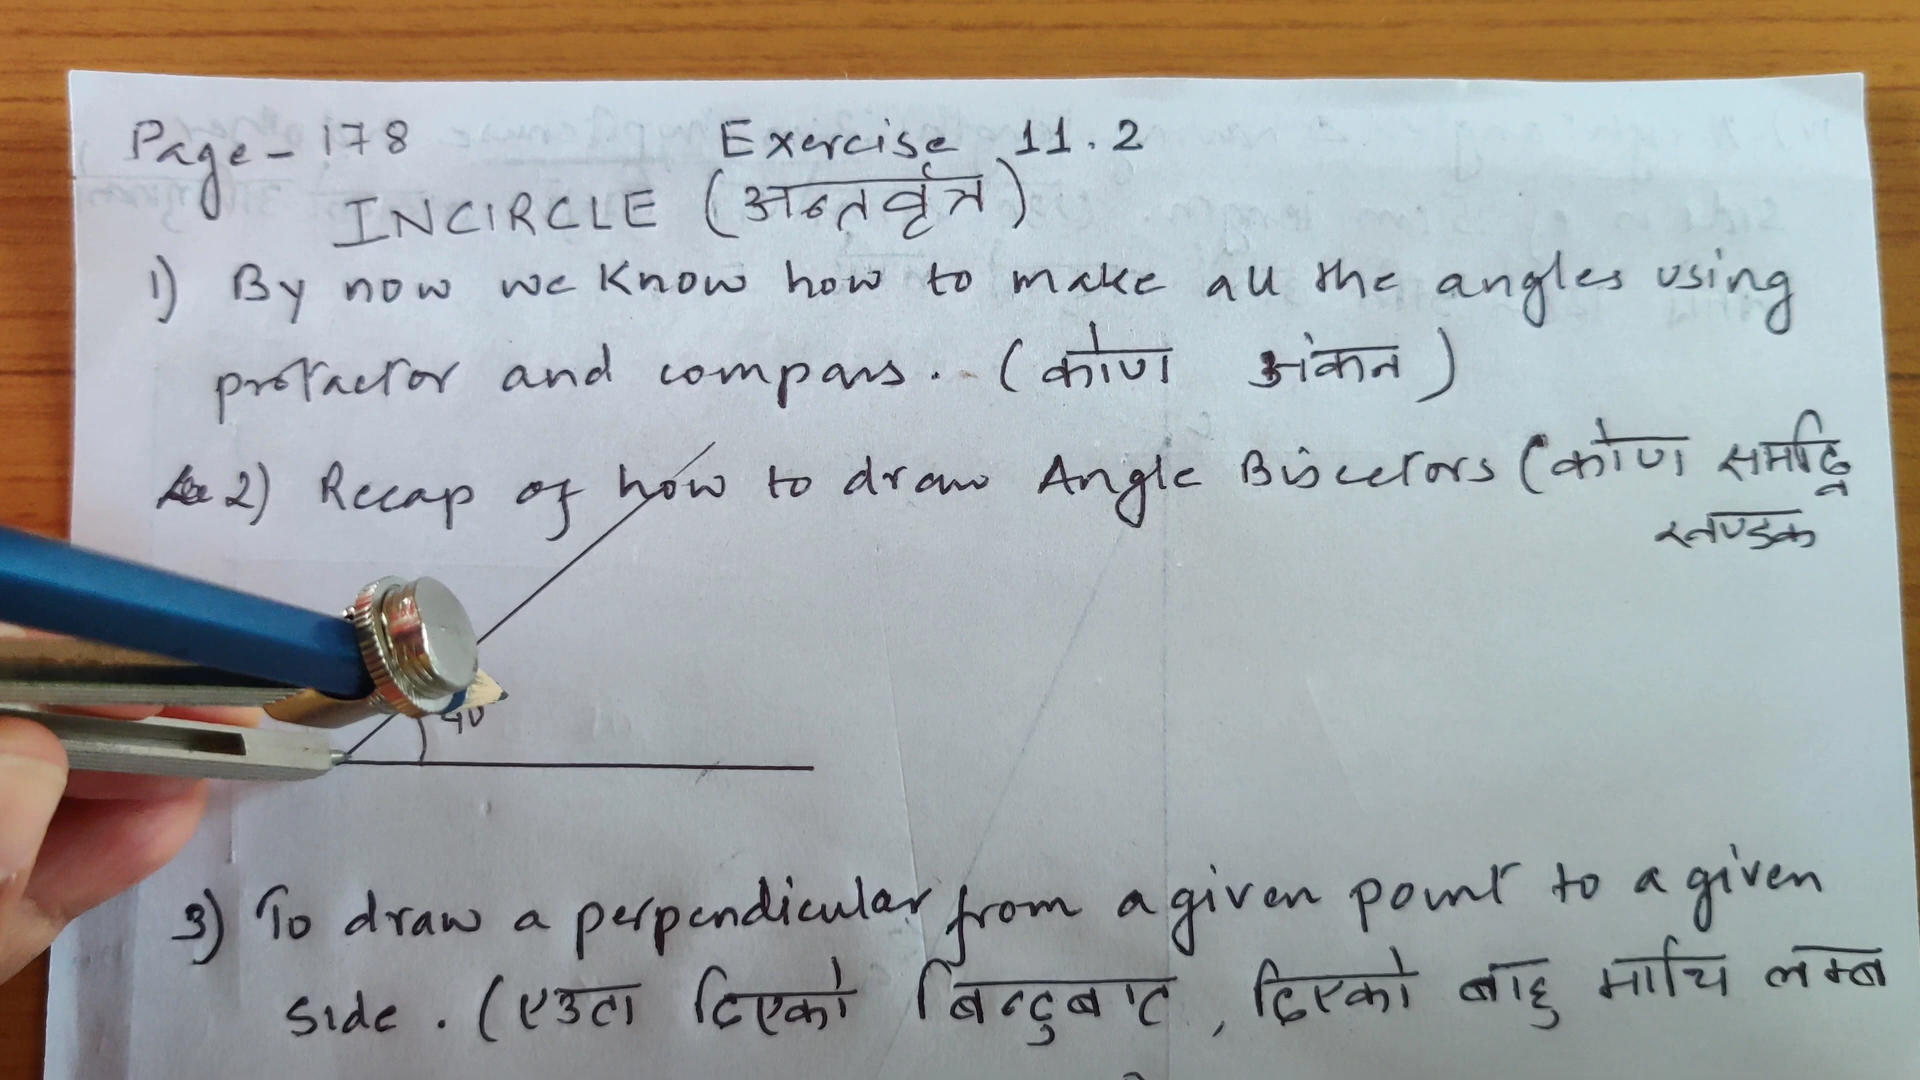 Page - 178 Exercise 11.2
INCIRCLE (अन्तर्वृत्त)
1) By now we know how to make all the angles using
protractor and compass. (कोण अंकन)
2) Recap of how to draw Angle Bisectors (कोण समद्वि
खण्डक
40
3) To draw a perpendicular from a given point to a given
side. (एउटा दिएको बिन्दुबाट, दिएको बाहु माथि लम्ब